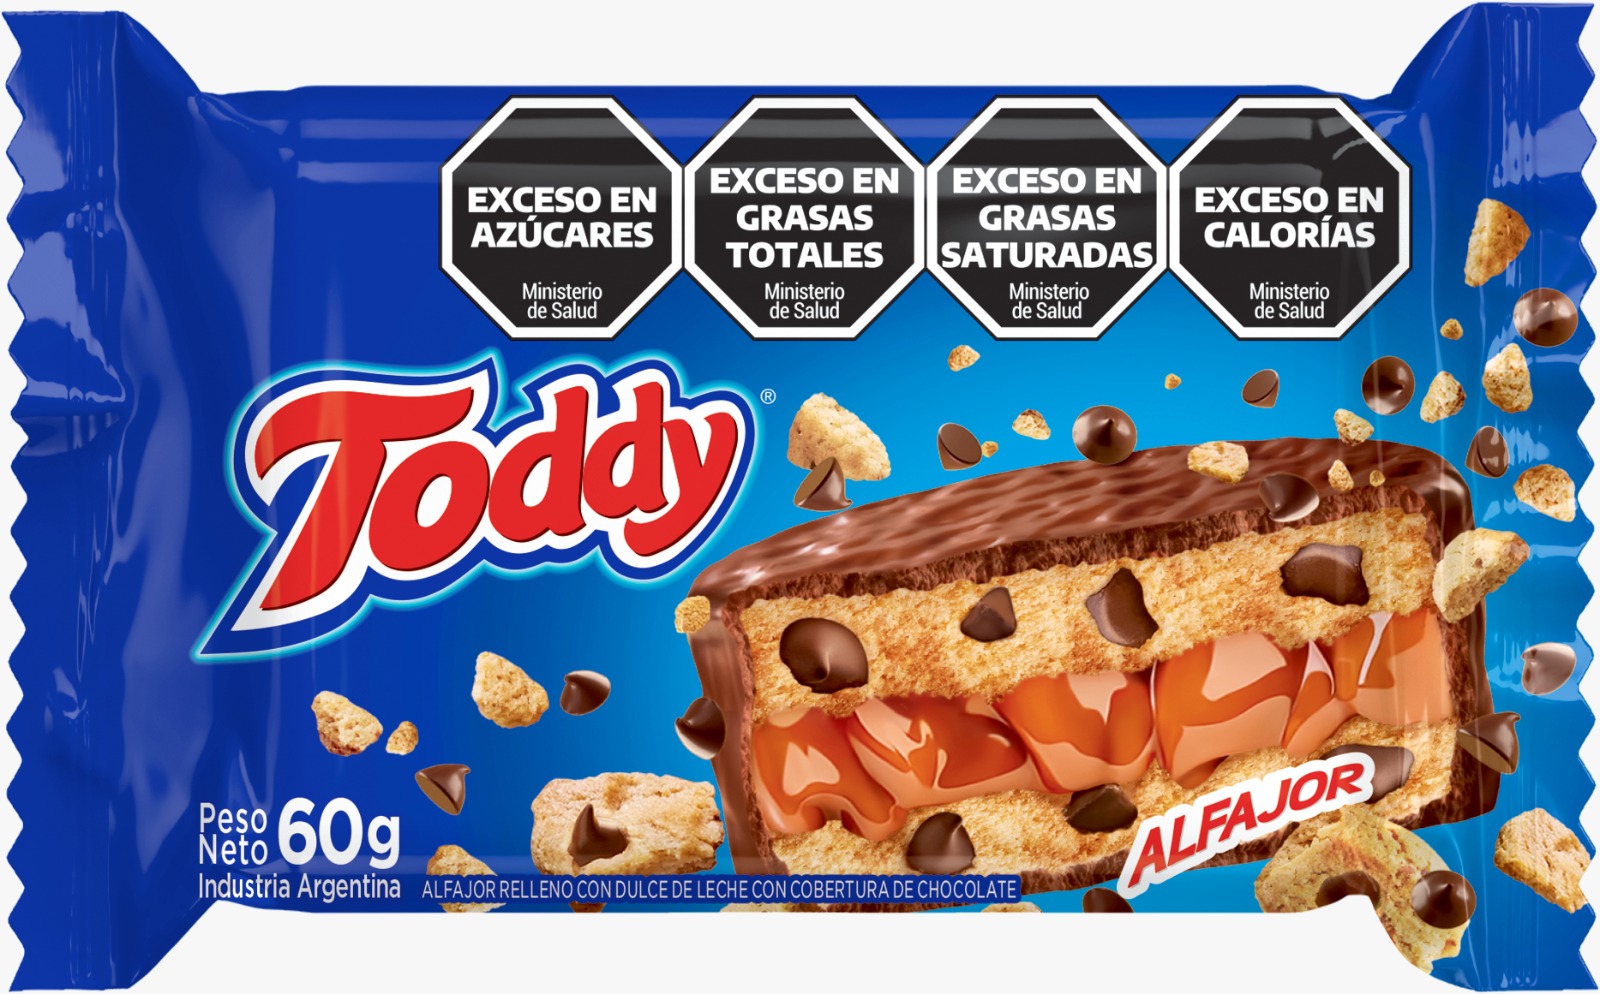 EXCESO EN
AZÚCARES
Ministerio
de Salud
EXCESO EN
GRASAS
TOTALES
Ministerio
de Salud
EXCESO EN
GRASAS
SATURADAS
Ministerio
de Salud
EXCESO EN
CALORÍAS
Ministerio
de Salud
Toddy®
ALFAJOR
Peso
Neto 60g
Industria Argentina
ALFAJOR RELLENO CON DULCE DE LECHE CON COBERTURA DE CHOCOLATE